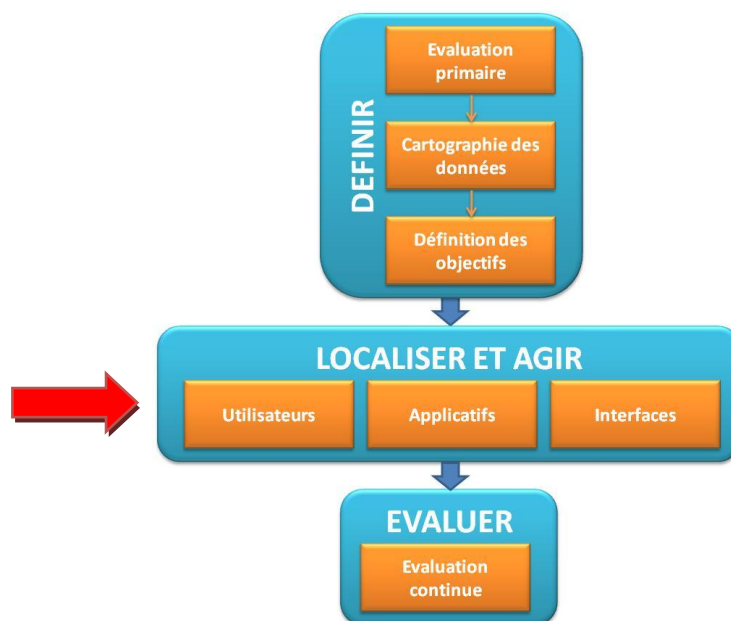 DEFINIR
Evaluation
primaire
Cartographie des
données
Définition des
objectifs
LOCALISER ET AGIR
Utilisateurs
Applicatifs
Interfaces
EVALUER
Evaluation
continue